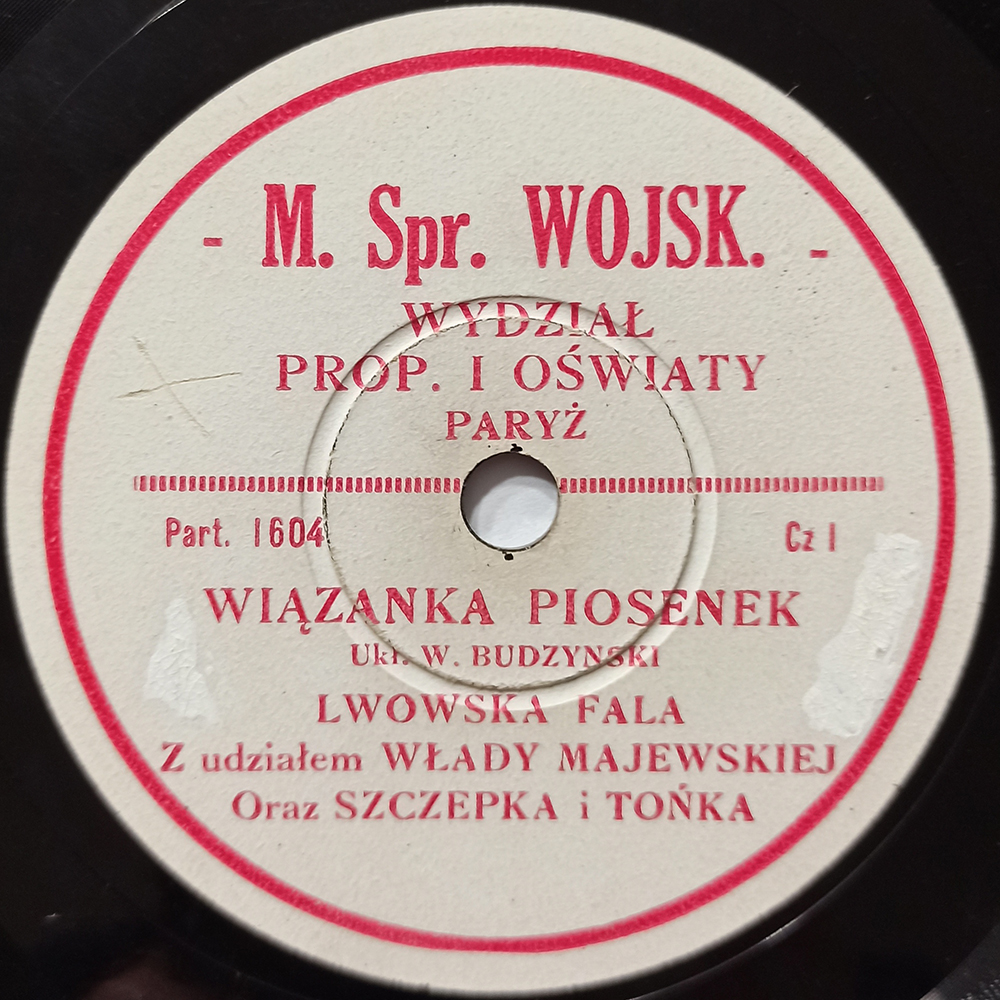 - M. Spr. WOJSK. -
WYDZIAŁ
PROP. I OŚWIATY
PARYŻ
Part. 1604 Cz 1
WIĄZANKA PIOSENEK
Ukł. W. BUDZYNSKI
LWOWSKA FALA
Z udziałem WŁADY MAJEWSKIEJ
Oraz SZCZEPKA i TOŃKA